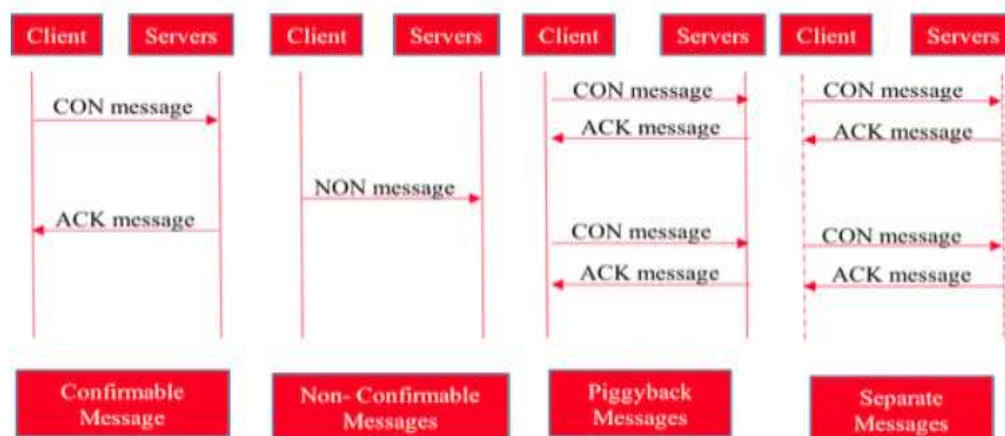 Client Servers Client Servers Client Servers Client Servers
CON message
ACK message
Confirmable
Message
NON message
Non- Confirmable
Messages
CON message
ACK message
CON message
ACK message
Piggyback
Messages
CON message
ACK message
CON message
ACK message
Separate
Messages